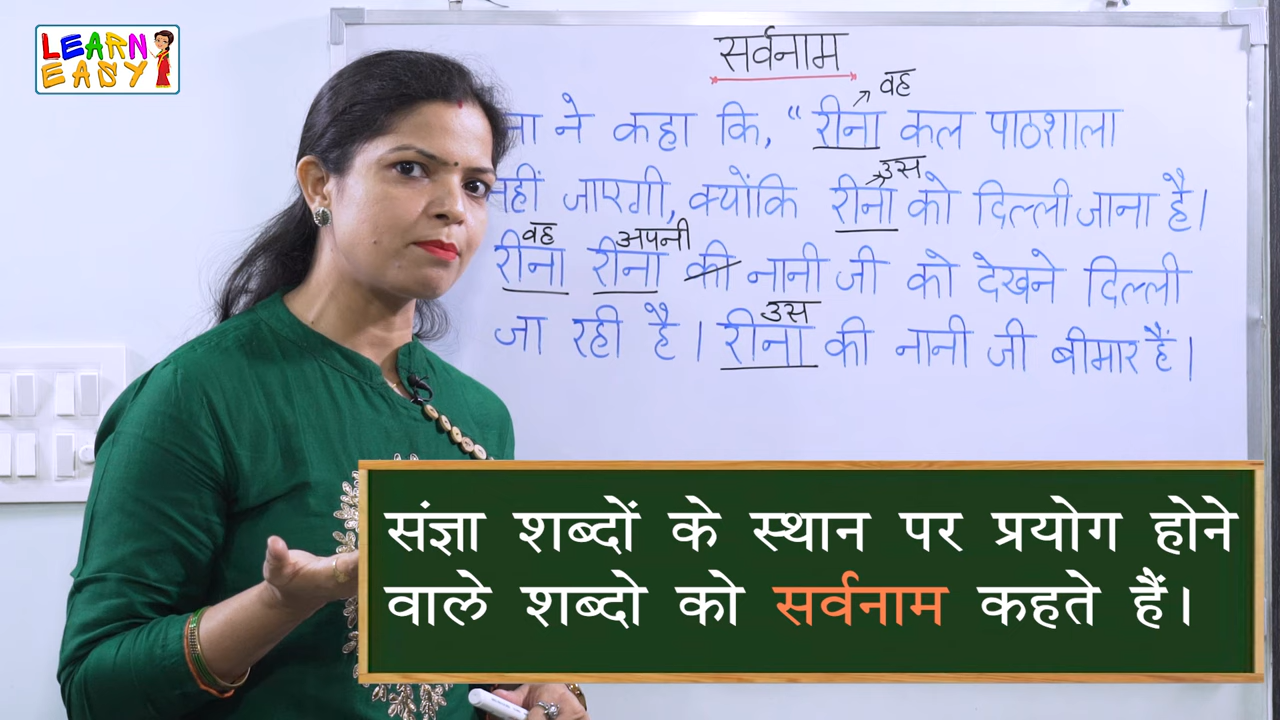 LEARN
EASY
सर्वनाम
वह
ने कहा कि, “ रीना कल पाठशाला
उस
जाएगी, क्योंकि रीना को दिल्ली जाना है।
वह अपनी
रीना रीना की नानी जी को देखने दिल्ली
उस
जा रही है। रीना की नानी जी बीमार हैं।
संज्ञा शब्दों के स्थान पर प्रयोग होने
वाले शब्दो को सर्वनाम कहते हैं।